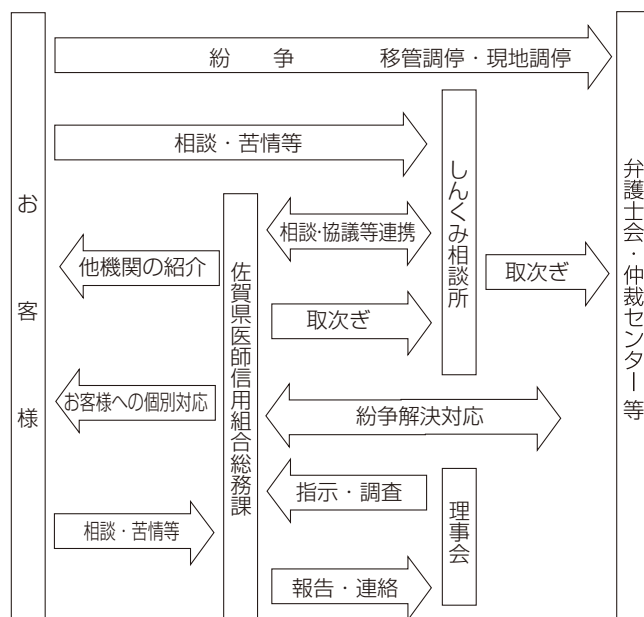 紛　争　移管調停・現地調停
相談・苦情等
お客様
しんくみ相談所
弁護士会・仲裁センター等
相談・協議等連携
他機関の紹介
佐賀県医師信用組合総務課
取次ぎ
取次ぎ
お客様への個別対応
紛争解決対応
指示・調査
理事会
相談・苦情等
報告・連絡